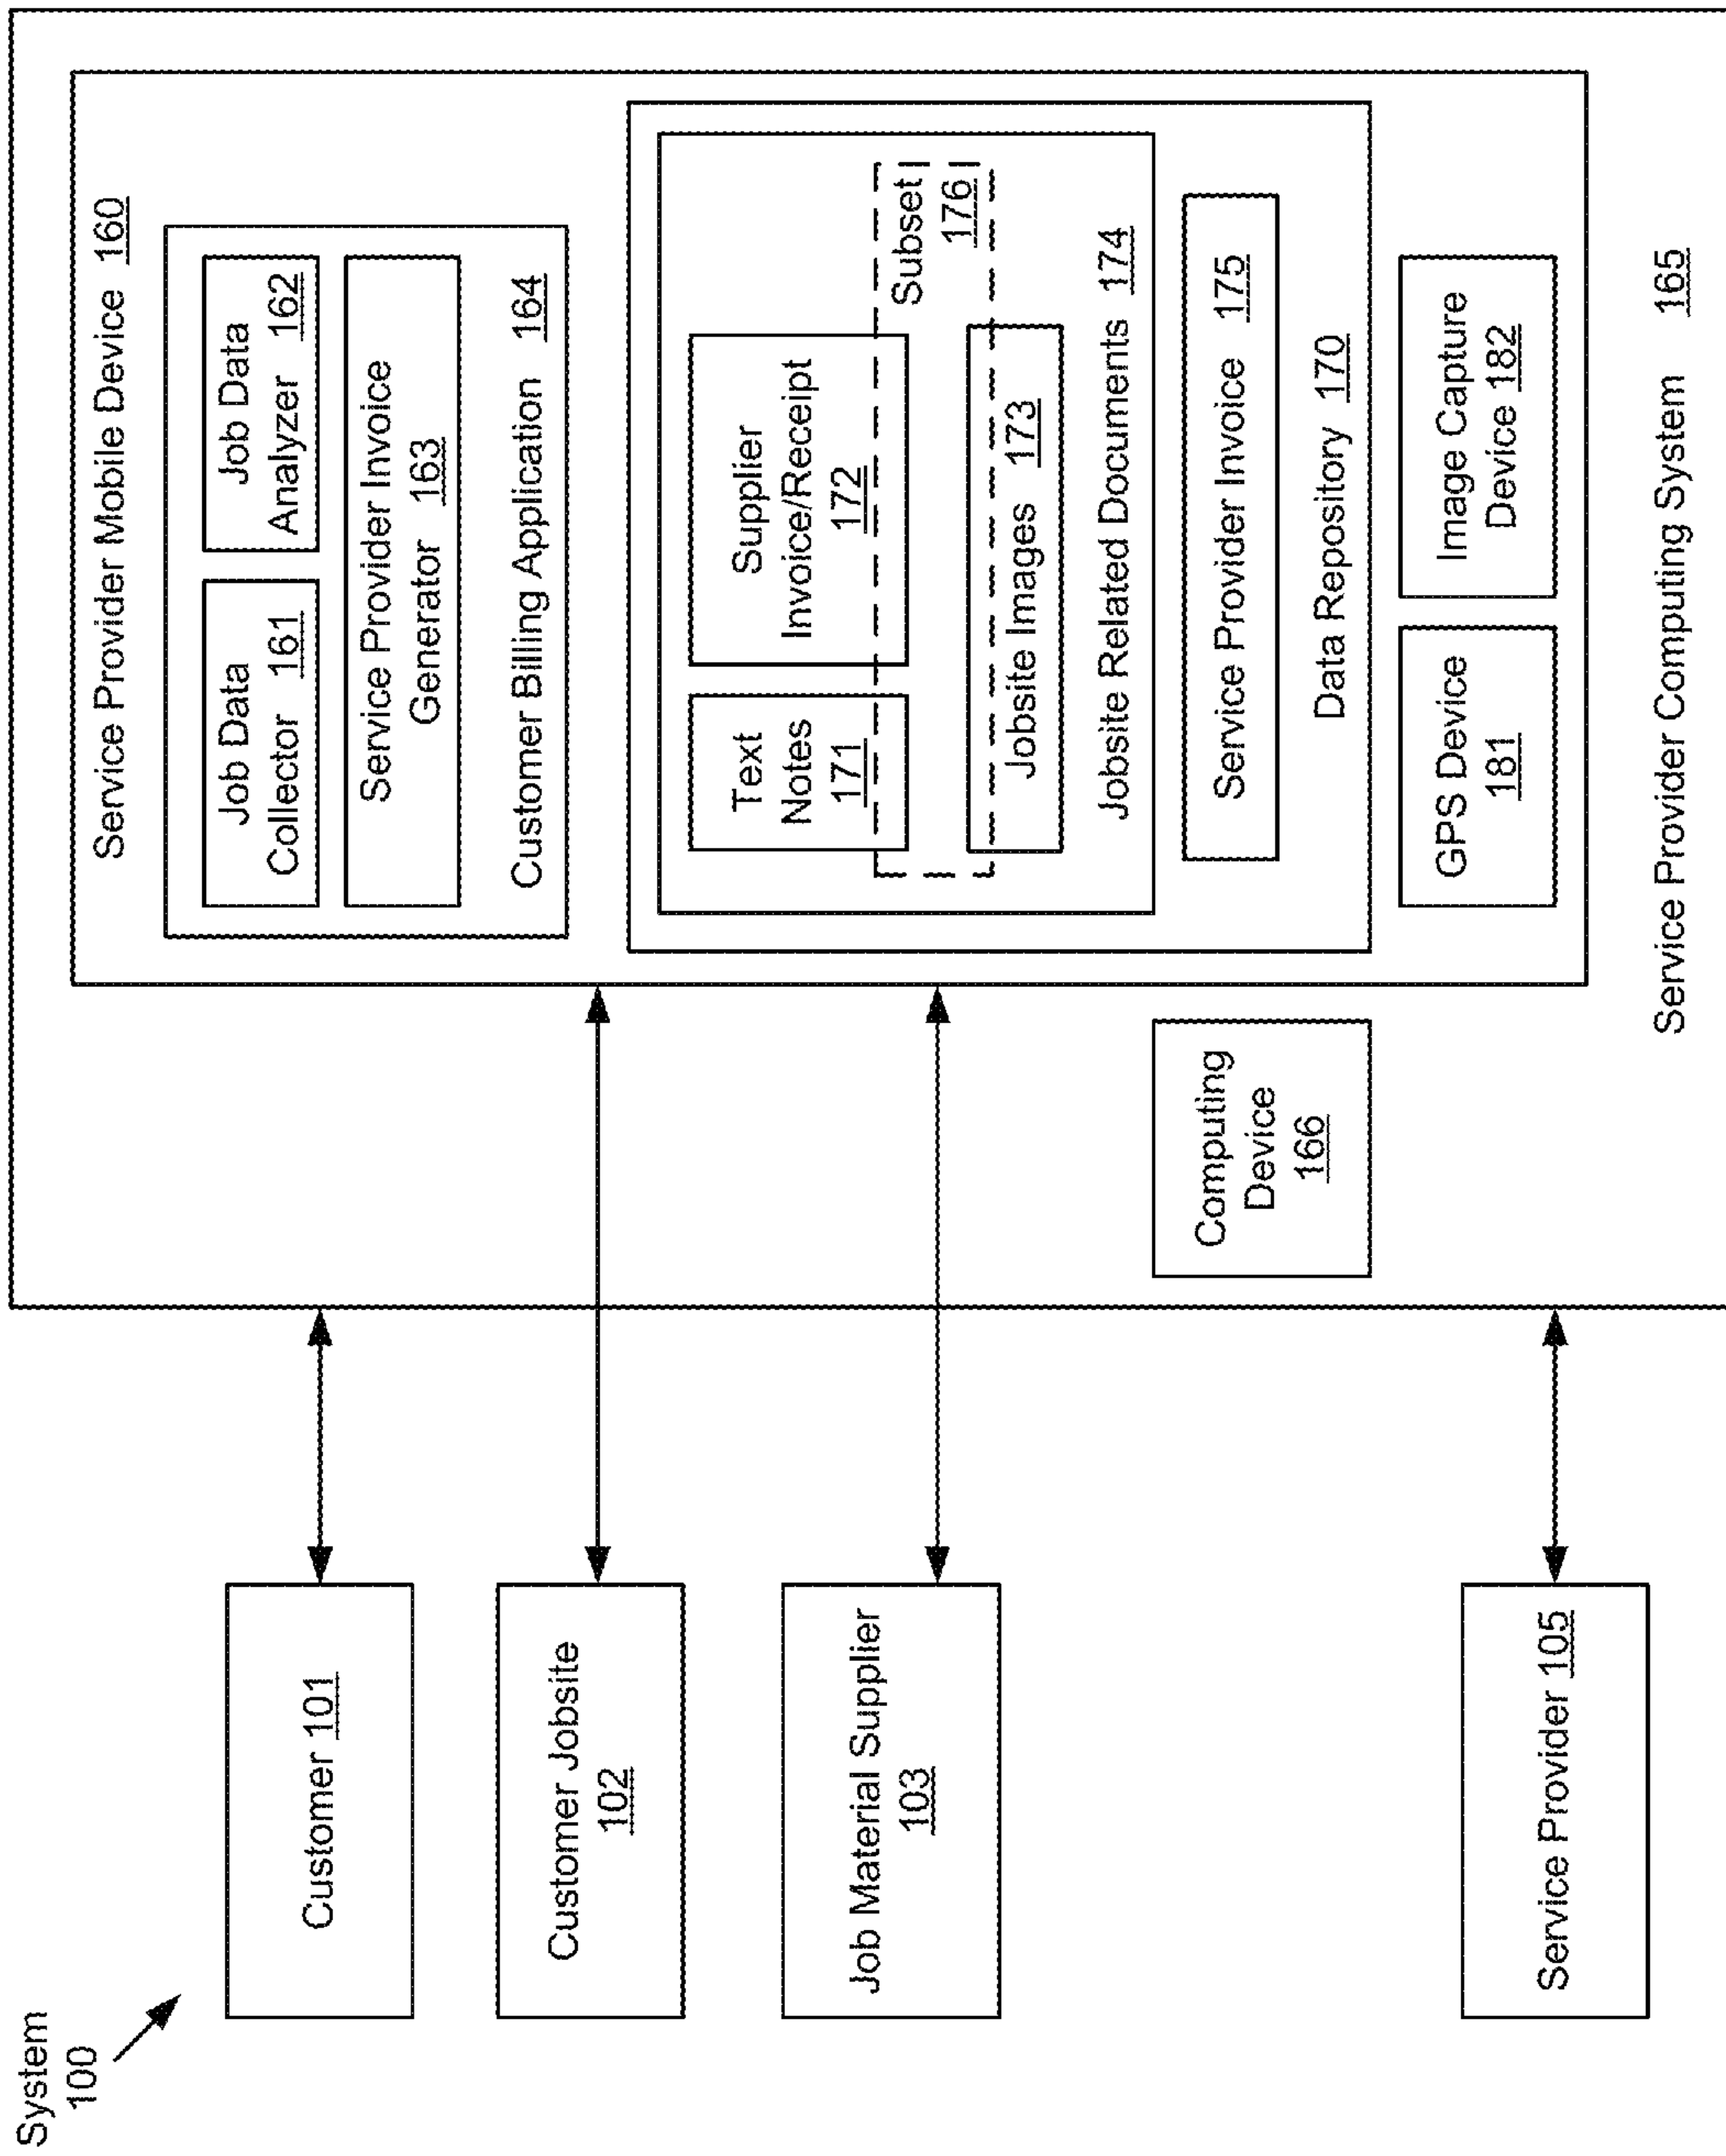 System
100
Customer 101
Customer Jobsite
102
Job Material Supplier
103
Service Provider 105
Service Provider Mobile Device 160
Job Data
Collector 161
Job Data
Analyzer 162
Service Provider Invoice
Generator 163
Customer Billing Application 164
Text
Notes
171
Supplier
Invoice/Receipt
172
Subset
176
Jobsite Images 173
Jobsite Related Documents 174
Service Provider Invoice 175
Data Repository 170
GPS Device
181
Image Capture
Device 182
Computing
Device
166
Service Provider Computing System 165